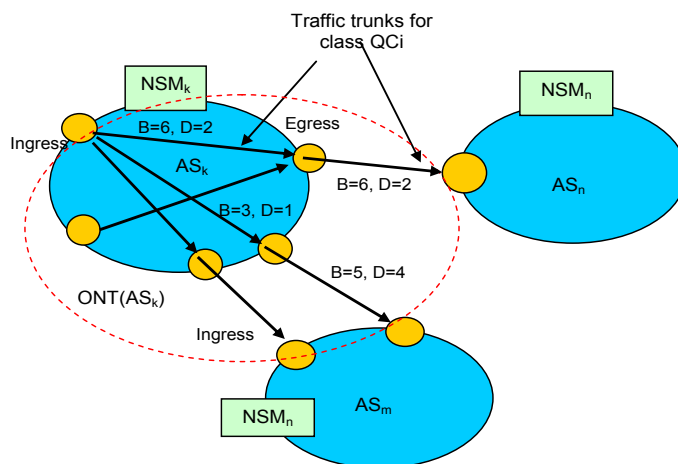 Traffic trunks for
class QCi
NSMk
NSMn
Ingress
B=6, D=2
Egress
ASk
B=6, D=2
ASn
B=3, D=1
B=5, D=4
ONT(ASk)
Ingress
NSMn
ASm